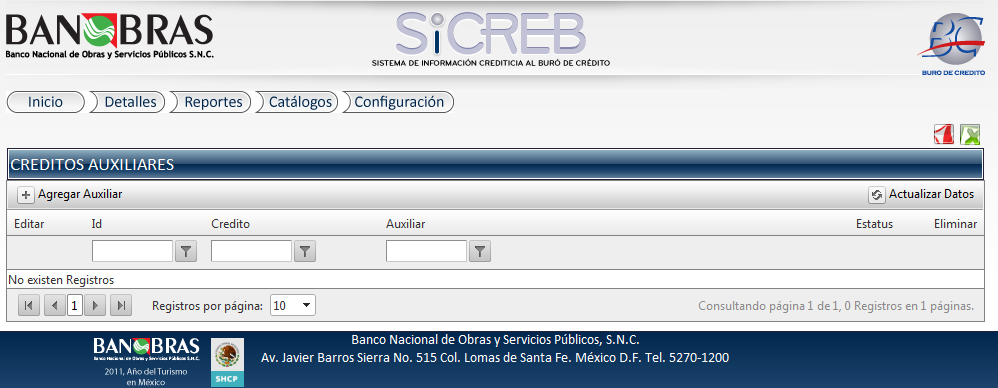 BANOBRAS
Banco Nacional de Obras y Servicios Públicos S.N.C.
SiCREB
SISTEMA DE INFORMACIÓN CREDITICIA AL BURÓ DE CRÉDITO
BC
BURO DE CREDITO
Inicio Detalles Reportes Catálogos Configuración
CREDITOS AUXILIARES
Agregar Auxiliar Actualizar Datos
Editar Id Credito Auxiliar Estatus Eliminar
No existen Registros
1 Registros por página: 10 Consultando página 1 de 1, 0 Registros en 1 páginas.
BANOBRAS
Banco Nacional de Obras y Servicios Públicos S.N.C.
2011, Año del Turismo
en México
SHCP
Banco Nacional de Obras y Servicios Públicos, S.N.C.
Av. Javier Barros Sierra No. 515 Col. Lomas de Santa Fe. México D.F. Tel. 5270-1200